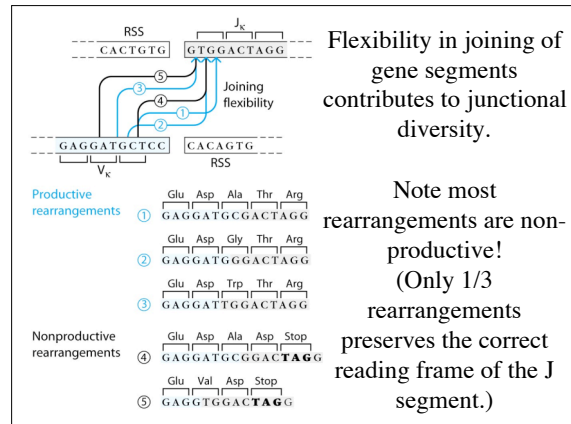 RSS
Jκ
CACTGTG GTGGACTAGG
⑤
③
④
①
②
Joining
flexibility
GAGGATGCTCC CACAGTG
Vκ
RSS
Productive
rearrangements
Glu Asp Ala Thr Arg
① GAGGATGCGACTAGG
Glu Asp Gly Thr Arg
② GAGGATGGGACTAGG
Glu Asp Trp Thr Arg
③ GAGGATTGGACTAGG
Nonproductive
rearrangements
Glu Asp Ala Asp Stop
④ GAGGATGCGGACTAGG
Glu Val Asp Stop
⑤ GAGGTGGACTAGG
Flexibility in joining of
gene segments
contributes to junctional
diversity.
Note most
rearrangements are non-
productive!
(Only 1/3
rearrangements
preserves the correct
reading frame of the J
segment.)